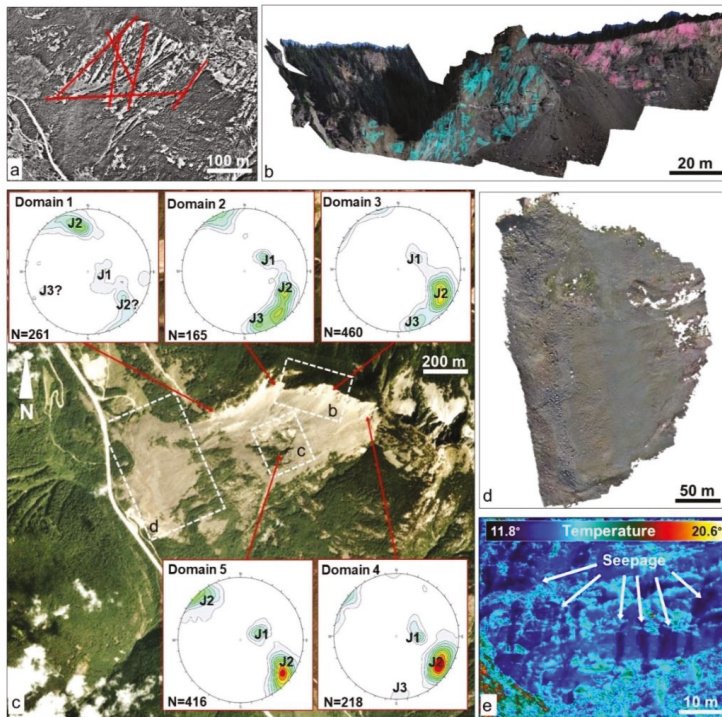 100 m
a
b
20 m
Domain 1
J2
J1
J3?
J2?
N=261
Domain 2
J1
J2
J3
N=165
Domain 3
J1
J2
J3
N=460
200 m
N
b
c
d
Domain 5
J2
J1
J2
N=416
Domain 4
J1
J2
J3
N=218
c
d
50 m
11.8°
Temperature
20.6°
Seepage
e
10 m